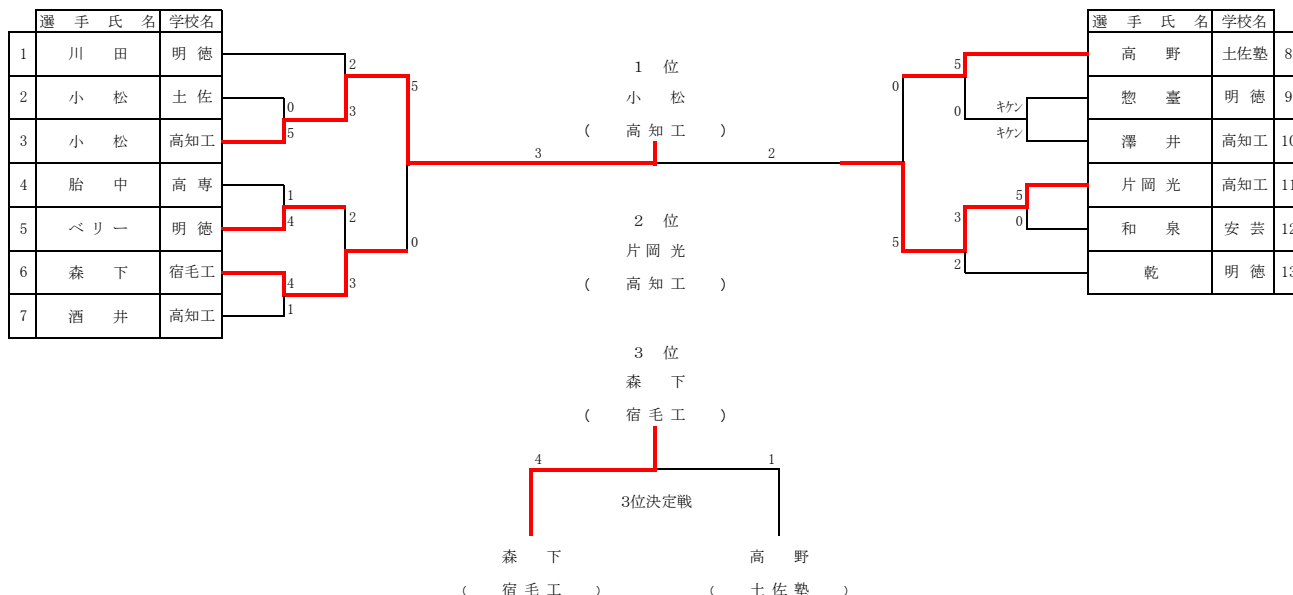 選手氏名 学校名
1 川田 明徳
2 小松 土佐
3 小松 高知工
4 胎中 高専
5 ベリー 明徳
6 森下 宿毛工
7 酒井 高知工
2
0
3
5
5
1
4
2
0
4
3
1
1位
小松
(高知工)
3 2
2位
片岡光
(高知工)
3位
森下
(宿毛工)
4 1
3位決定戦
森下 高野
(宿毛工) (土佐塾)
5
0
0
キケン
キケン
5
3
0
5
2
選手氏名 学校名
高野 土佐塾 8
惣臺 明徳 9
澤井 高知工 10
片岡光 高知工 11
和泉 安芸 12
乾 明徳 13